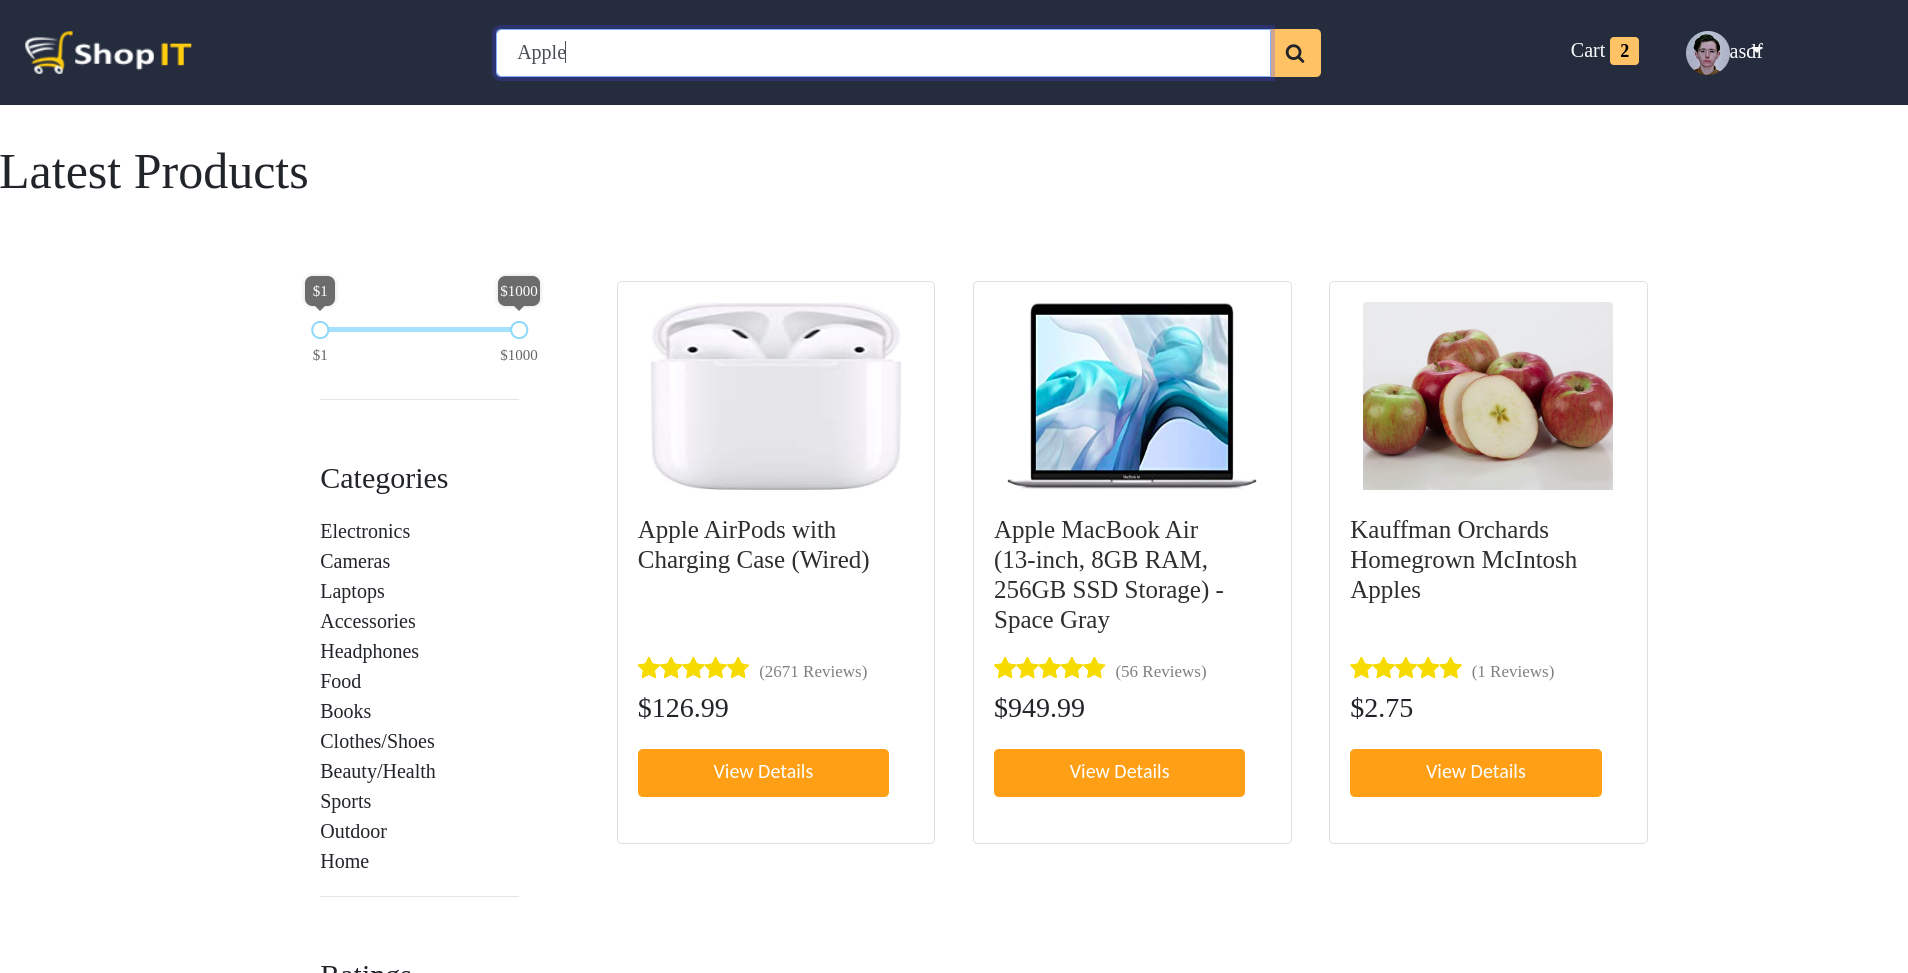 Shop IT
Apple
Cart 2
asdf
Latest Products
$1
$1000
$1
$1000
Categories
Electronics
Cameras
Laptops
Accessories
Headphones
Food
Books
Clothes/Shoes
Beauty/Health
Sports
Outdoor
Home
Ratings
Apple AirPods with
Charging Case (Wired)
(2671 Reviews)
$126.99
View Details
Apple MacBook Air
(13-inch, 8GB RAM,
256GB SSD Storage) -
Space Gray
(56 Reviews)
$949.99
View Details
Kauffman Orchards
Homegrown McIntosh
Apples
(1 Reviews)
$2.75
View Details